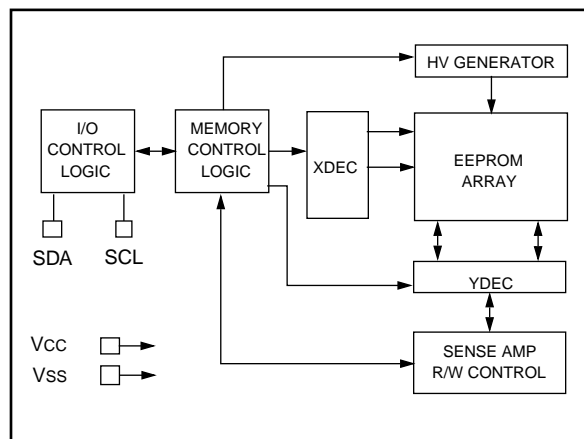 HV GENERATOR
I/O
CONTROL
LOGIC
MEMORY
CONTROL
LOGIC
XDEC
EEPROM
ARRAY
SDA
SCL
YDEC
VCC
VSS
SENSE AMP
R/W CONTROL